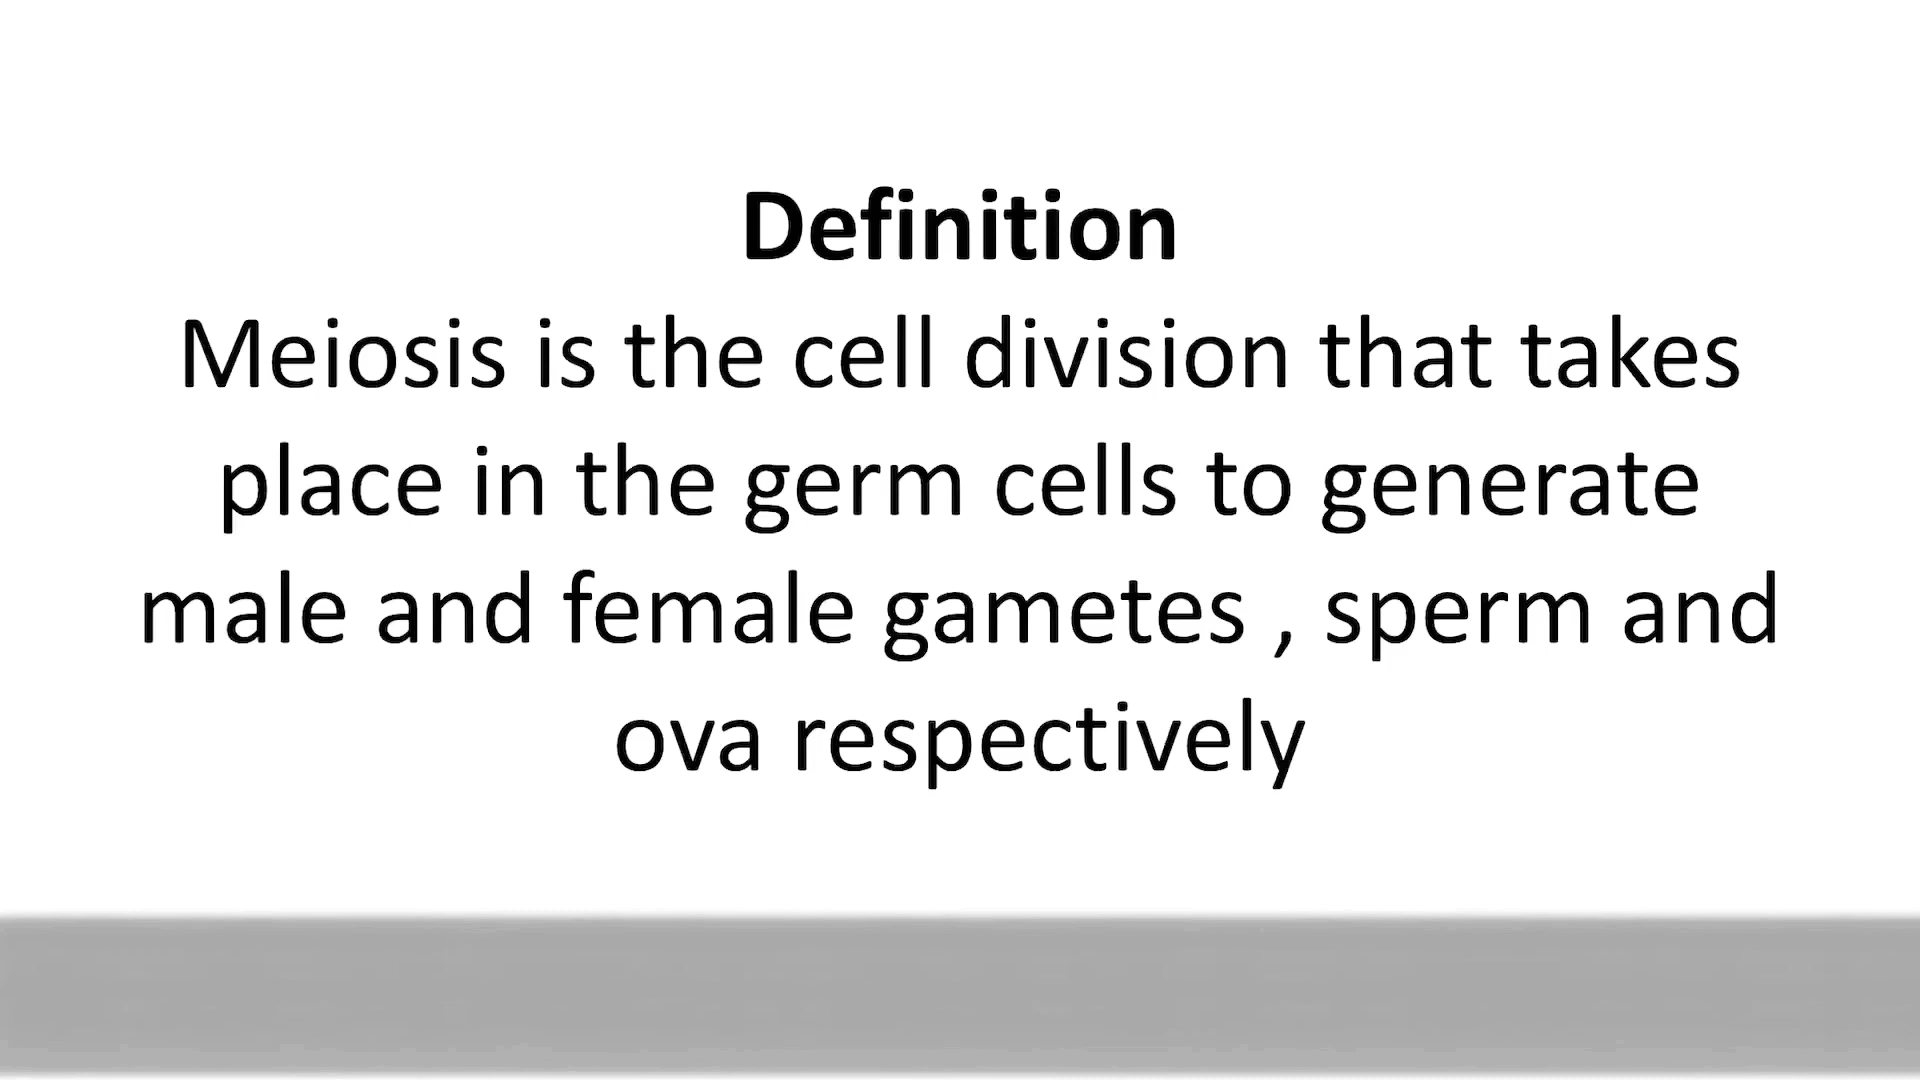 Definition
Meiosis is the cell division that takes
place in the germ cells to generate
male and female gametes , sperm and
ova respectively